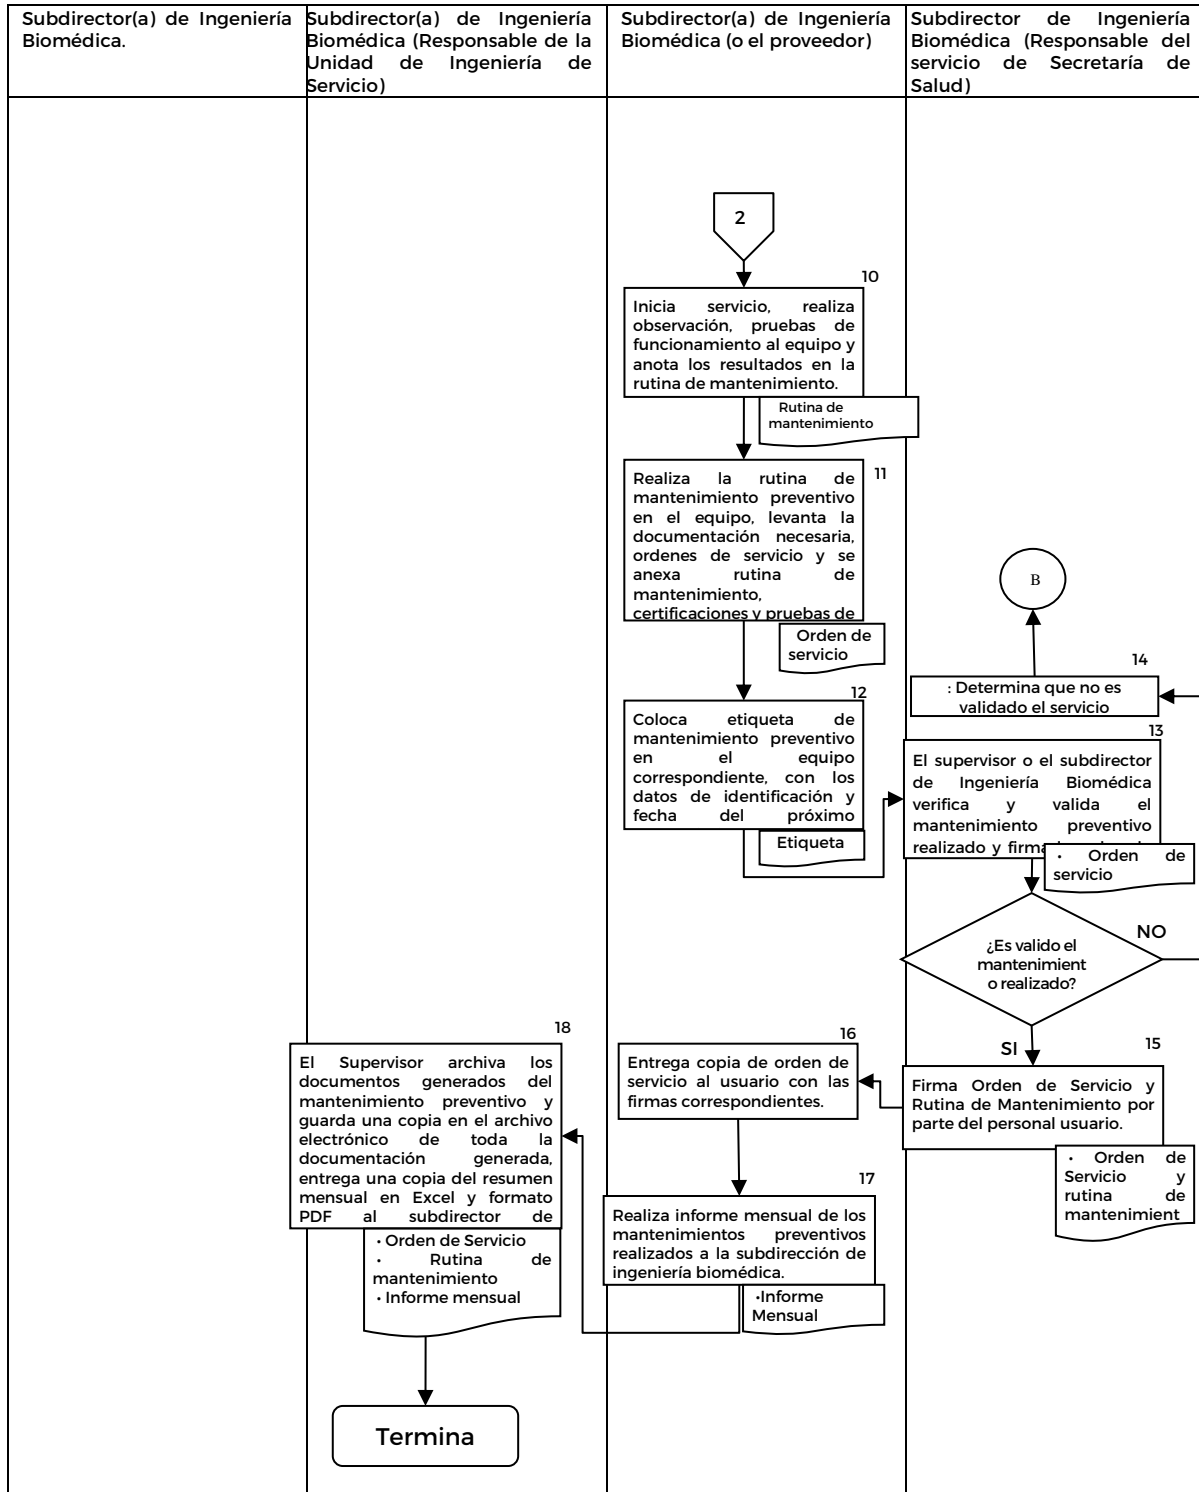 Subdirector(a) de Ingeniería
Biomédica.
Subdirector(a) de Ingeniería
Biomédica (Responsable de la
Unidad de Ingeniería de
Servicio)
Subdirector(a) de Ingeniería
Biomédica (o el proveedor)
Subdirector de Ingeniería
Biomédica (Responsable del
servicio de Secretaría de
Salud)
2
10
Inicia servicio, realiza
observación, pruebas de
funcionamiento al equipo y
anota los resultados en la
rutina de mantenimiento.
Rutina de
mantenimiento
11
Realiza la rutina de
mantenimiento preventivo
en el equipo, levanta la
documentación necesaria,
ordenes de servicio y se
anexa rutina de
mantenimiento,
certificaciones y pruebas de
Orden de
servicio
12
Coloca etiqueta de
mantenimiento preventivo
en el equipo
correspondiente, con los
datos de identificación y
fecha del próximo
Etiqueta
B
14
: Determina que no es
validado el servicio
13
El supervisor o el subdirector
de Ingeniería Biomédica
verifica y valida el
mantenimiento preventivo
realizado y firma
• Orden de
servicio
¿Es valido el
mantenimient
o realizado?
NO
SI
15
Firma Orden de Servicio y
Rutina de Mantenimiento por
parte del personal usuario.
• Orden de
Servicio y
rutina de
mantenimient
16
Entrega copia de orden de
servicio al usuario con las
firmas correspondientes.
17
Realiza informe mensual de los
mantenimientos preventivos
realizados a la subdirección de
ingeniería biomédica.
•Informe
Mensual
18
El Supervisor archiva los
documentos generados del
mantenimiento preventivo y
guarda una copia en el archivo
electrónico de toda la
documentación generada,
entrega una copia del resumen
mensual en Excel y formato
PDF al subdirector de
• Orden de Servicio
• Rutina de
mantenimiento
• Informe mensual
Termina